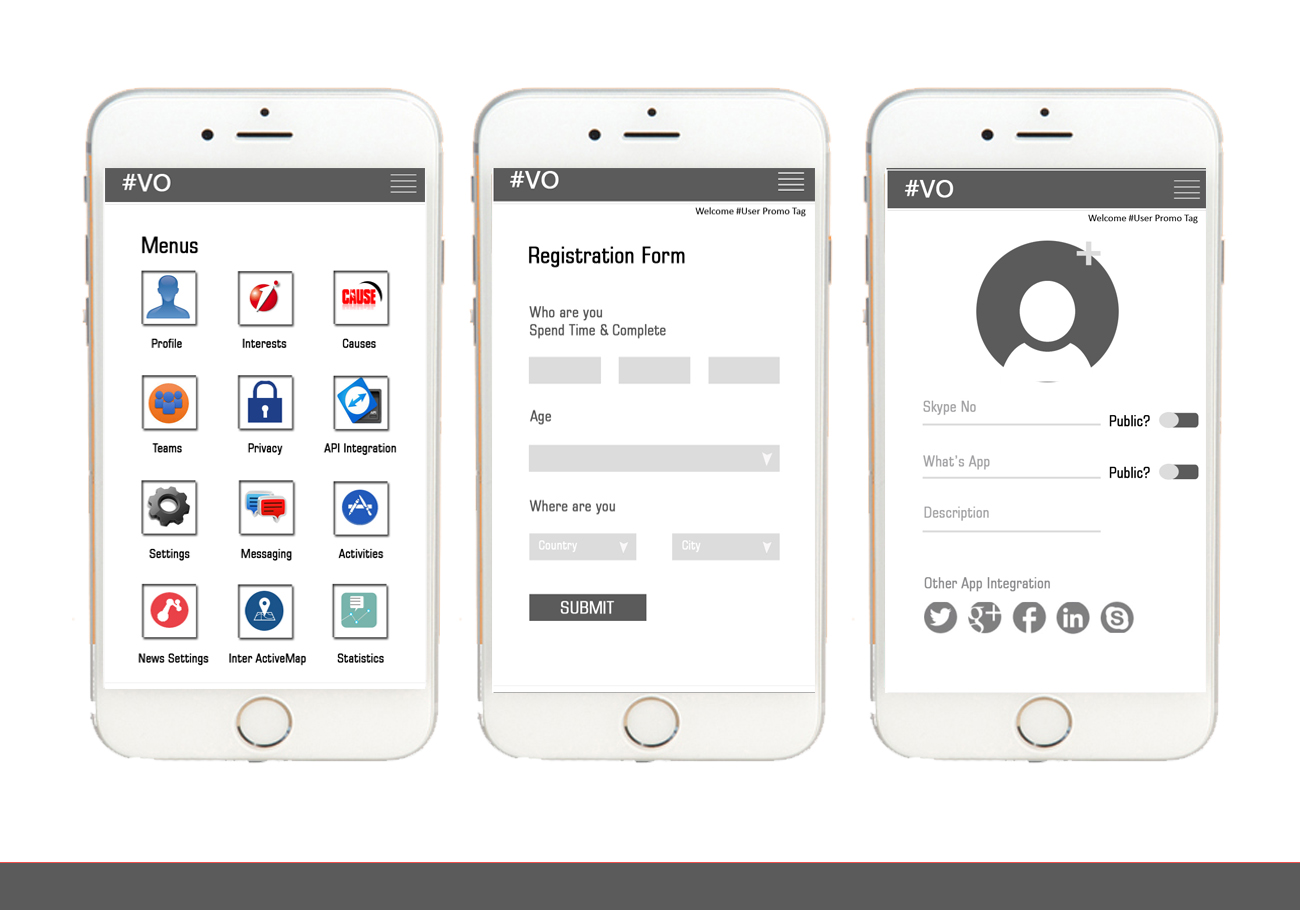 #VO
Menus
CAUSE
Profile
Interests
Causes
Teams
Privacy
API Integration
Settings
Messaging
Activities
News Settings
Inter ActiveMap
Statistics
#VO
Welcome #User Promo Tag
Registration Form
Who are you
Spend Time & Complete
Age
Where are you
Country
City
SUBMIT
#VO
Welcome #User Promo Tag
Skype No
Public?
What's App
Public?
Description
Other App Integration